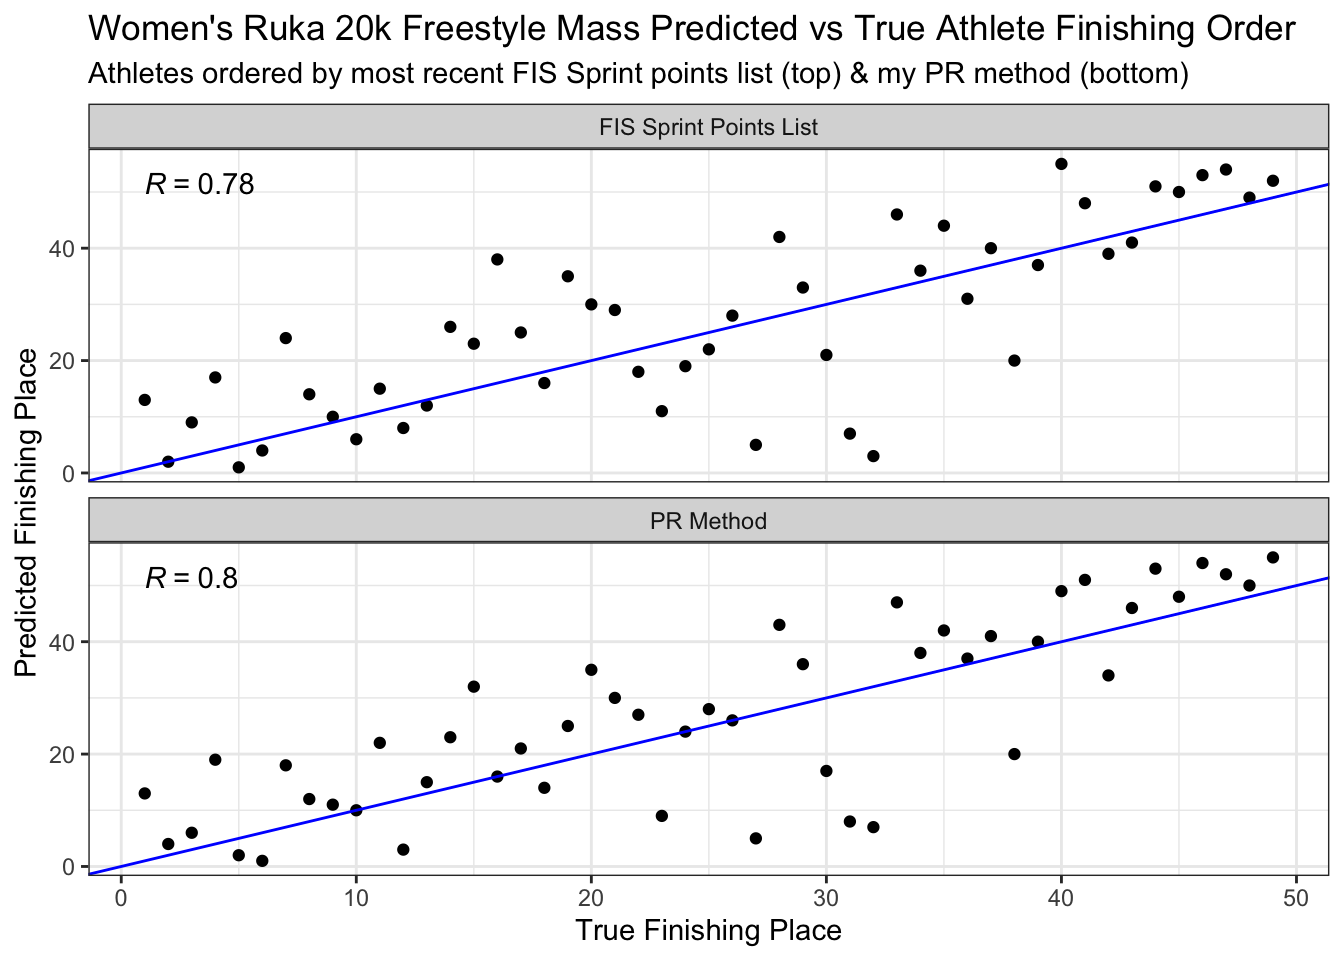 Women's Ruka 20k Freestyle Mass Predicted vs True Athlete Finishing Order
Athletes ordered by most recent FIS Sprint points list (top) & my PR method (bottom)
FIS Sprint Points List
R = 0.78
40
20
0
PR Method
R = 0.8
40
20
0
0 10 20 30 40 50
True Finishing Place
Predicted Finishing Place